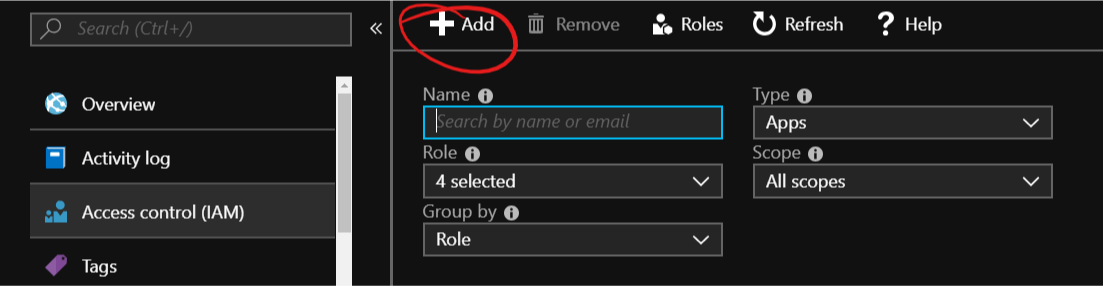 Search (Ctrl+/)
Overview
Activity log
Access control (IAM)
Tags
Add Remove Roles Refresh Help
Name Type
Search by name or email Apps
Role Scope
4 selected All scopes
Group by
Role